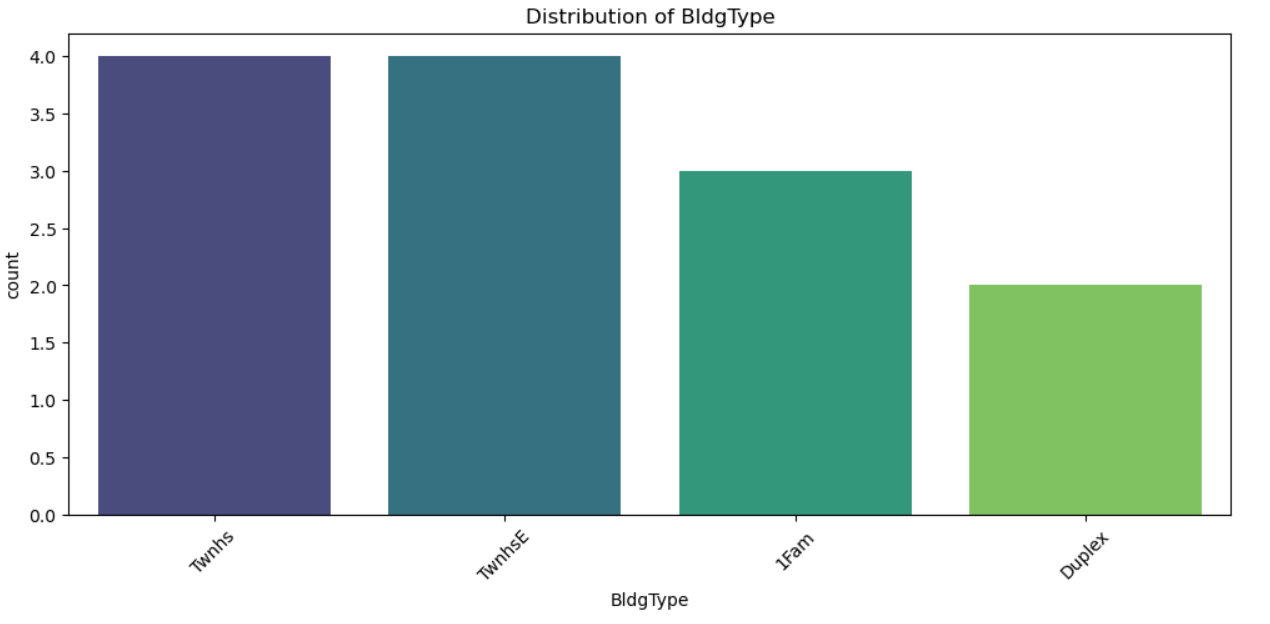 Distribution of BldgType
4.0
3.5
3.0
2.5
2.0
1.5
1.0
0.5
0.0
count
Twnhs
TwnhsE
1Fam
Duplex
BldgType